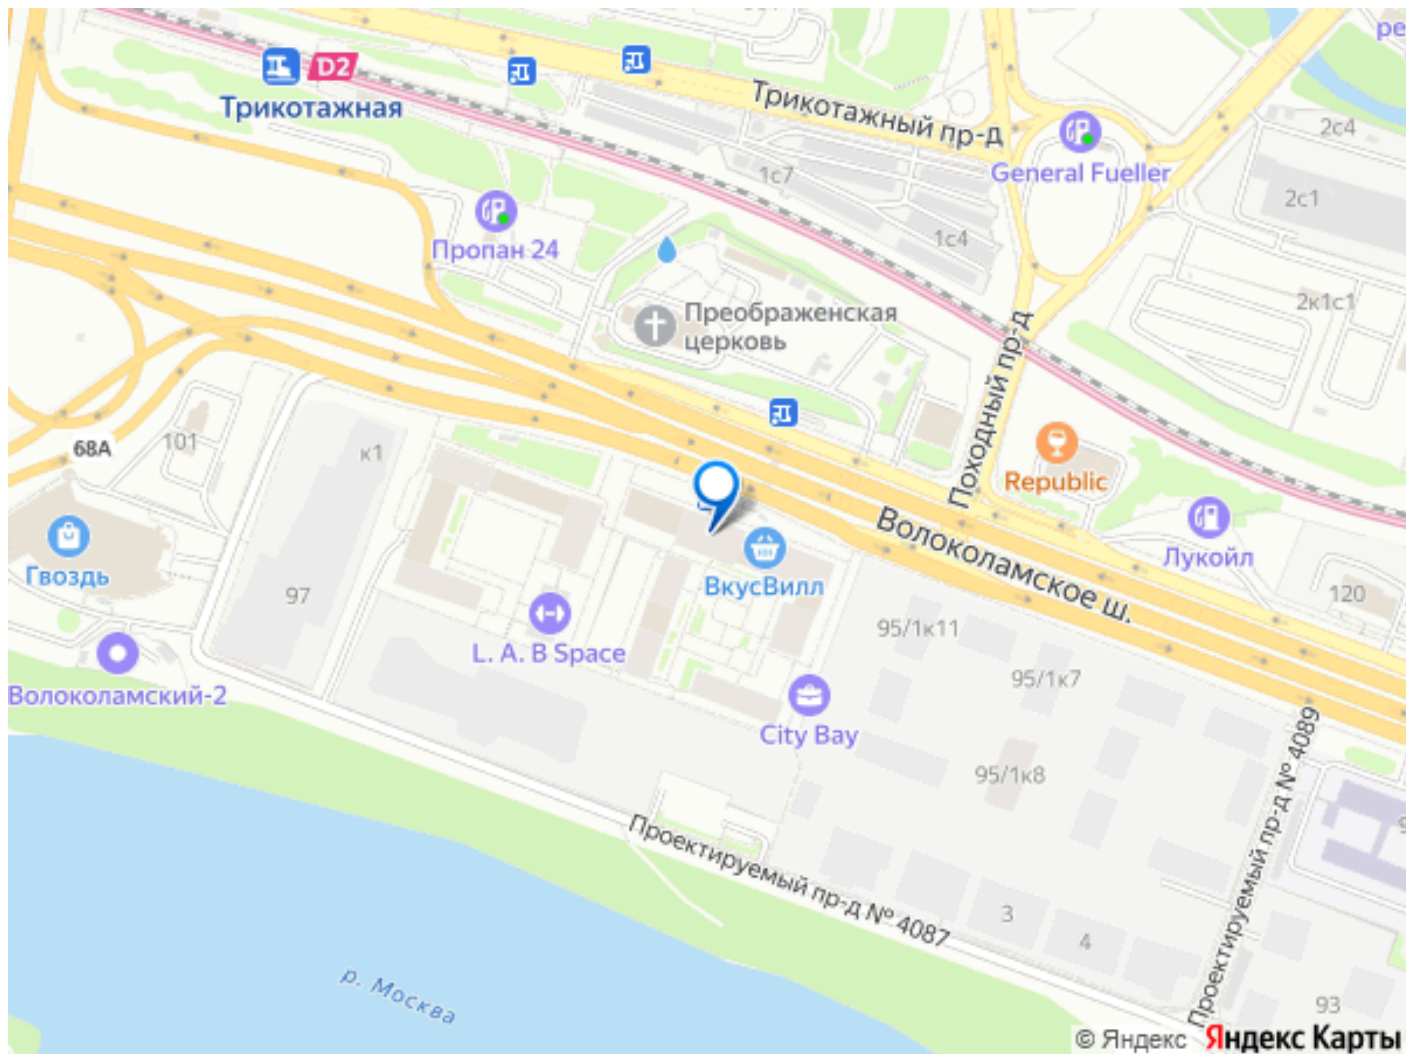 ре
D2
Трикотажная
Трикотажный пр-д
General Fueller
2с4
1с7
2с1
Пропан 24
1с4
2к1с1
Преображенская
церковь
Походный пр-д
68А
101
к1
Republic
Волоколамское ш.
Лукойл
Гвоздь
ВкусВилл
97
120
95/1к11
L. A. B Space
95/1к7
Волоколамский-2
City Bay
Проектируемый пр-д № 4089
95/1к8
Проектируемый пр-д № 4087
3
4
р. Москва
93
© Яндекс Яндекс Карты